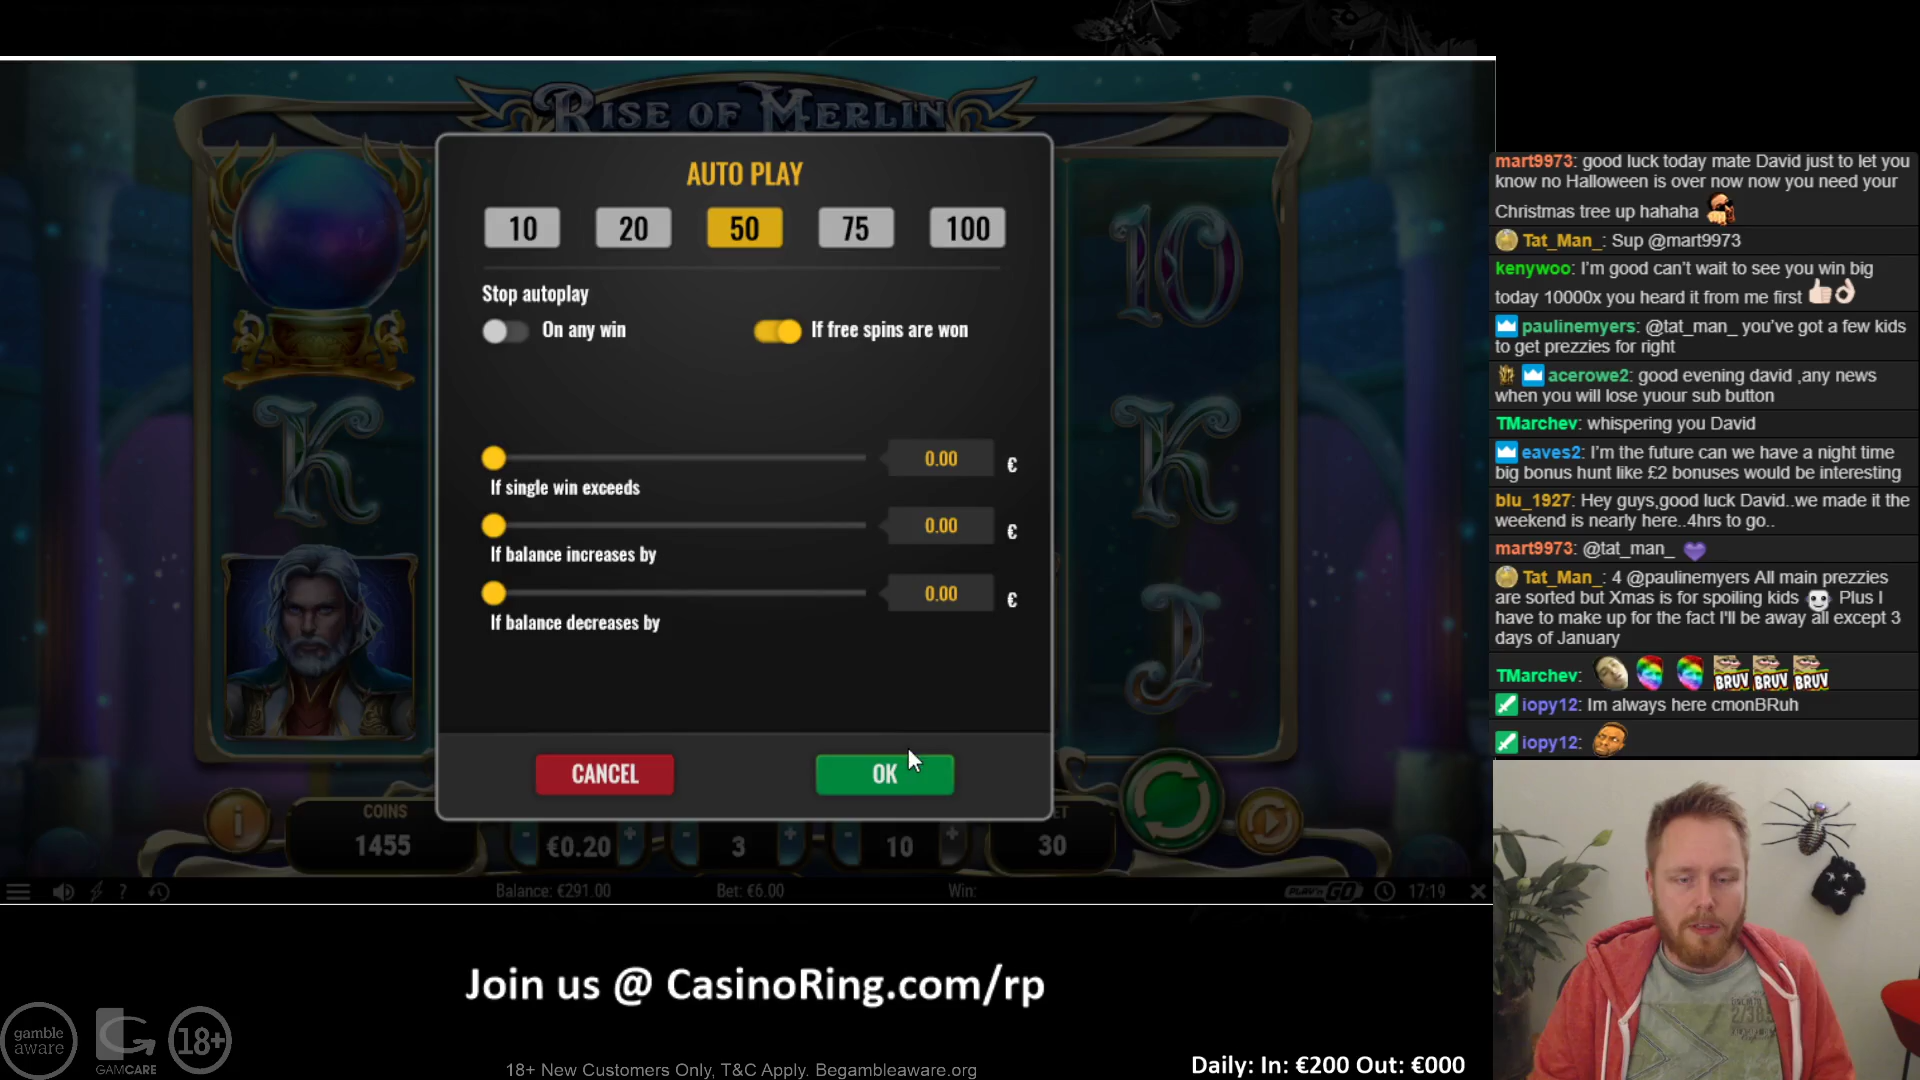 RISE OF MERLIN
AUTO PLAY
10 20 50 75 100
Stop autoplay
On any win
If free spins are won
0.00 €
If single win exceeds
0.00 €
If balance increases by
0.00 €
If balance decreases by
CANCEL
OK
10
K
K
J
COINS
1455
- €0.20 +
- 3 +
- 10 +
ET
30
?
Balance: €291.00
Bet: €6.00
Win:
PLAY'n GO
17:19
Join us @ CasinoRing.com/rp
gamble
aware
GAMCARE
18+
18+ New Customers Only, T&C Apply. Begambleaware.org
Daily: In: €200 Out: €000
mart9973: good luck today mate David just to let you
know no Halloween is over now now you need your
Christmas tree up hahaha
Tat_Man_: Sup @mart9973
kenywoo: I'm good can't wait to see you win big
today 10000x you heard it from me first
paulinemyers: @tat_man_ you've got a few kids
to get prezzies for right
acerowe2: good evening david ,any news
when you will lose yuour sub button
TMarchev: whispering you David
eaves2: I'm the future can we have a night time
big bonus hunt like £2 bonuses would be interesting
blu_1927: Hey guys,good luck David..we made it the
weekend is nearly here..4hrs to go..
mart9973: @tat_man_
Tat_Man_: 4 @paulinemyers All main prezzies
are sorted but Xmas is for spoiling kids Plus I
have to make up for the fact I'll be away all except 3
days of January
TMarchev: BRUV BRUV BRUV
iopy12: Im always here cmonBRuh
iopy12: